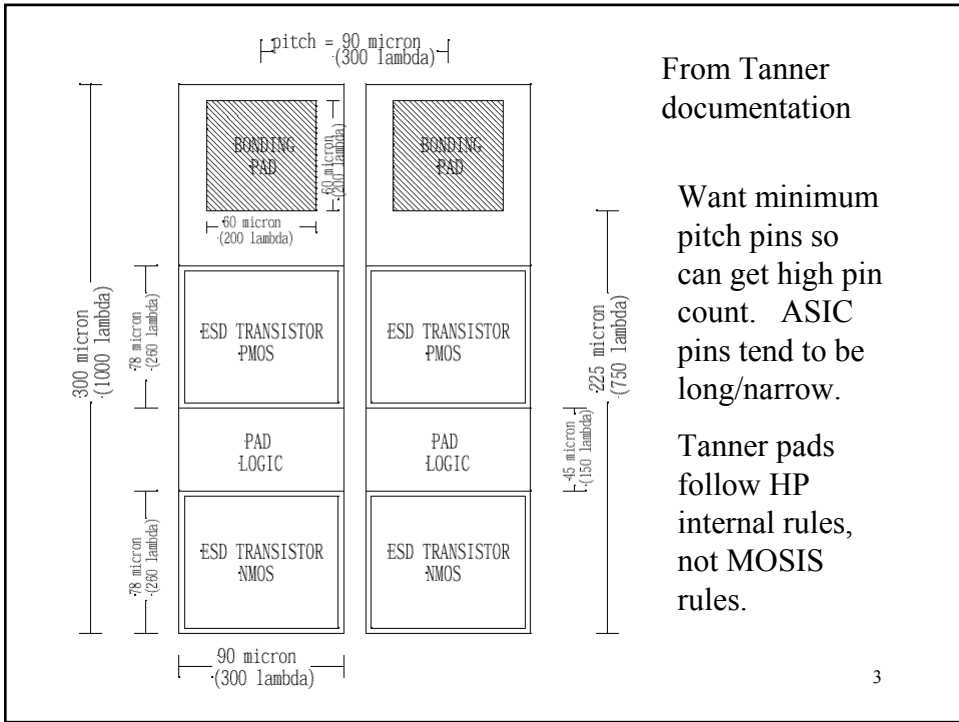 pitch = 90 micron
(300 lambda)
From Tanner
documentation
BONDING
PAD
60 micron
(200 lambda)
BONDING
PAD
60 micron
(200 lambda)
Want minimum
pitch pins so
can get high pin
count. ASIC
pins tend to be
long/narrow.
300 micron
(1000 lambda)
78 micron
(260 lambda)
ESD TRANSISTOR
PMOS
ESD TRANSISTOR
PMOS
225 micron
(750 lambda)
PAD
LOGIC
PAD
LOGIC
45 micron
(150 lambda)
Tanner pads
follow HP
internal rules,
not MOSIS
rules.
78 micron
(260 lambda)
ESD TRANSISTOR
NMOS
ESD TRANSISTOR
NMOS
90 micron
(300 lambda)
3